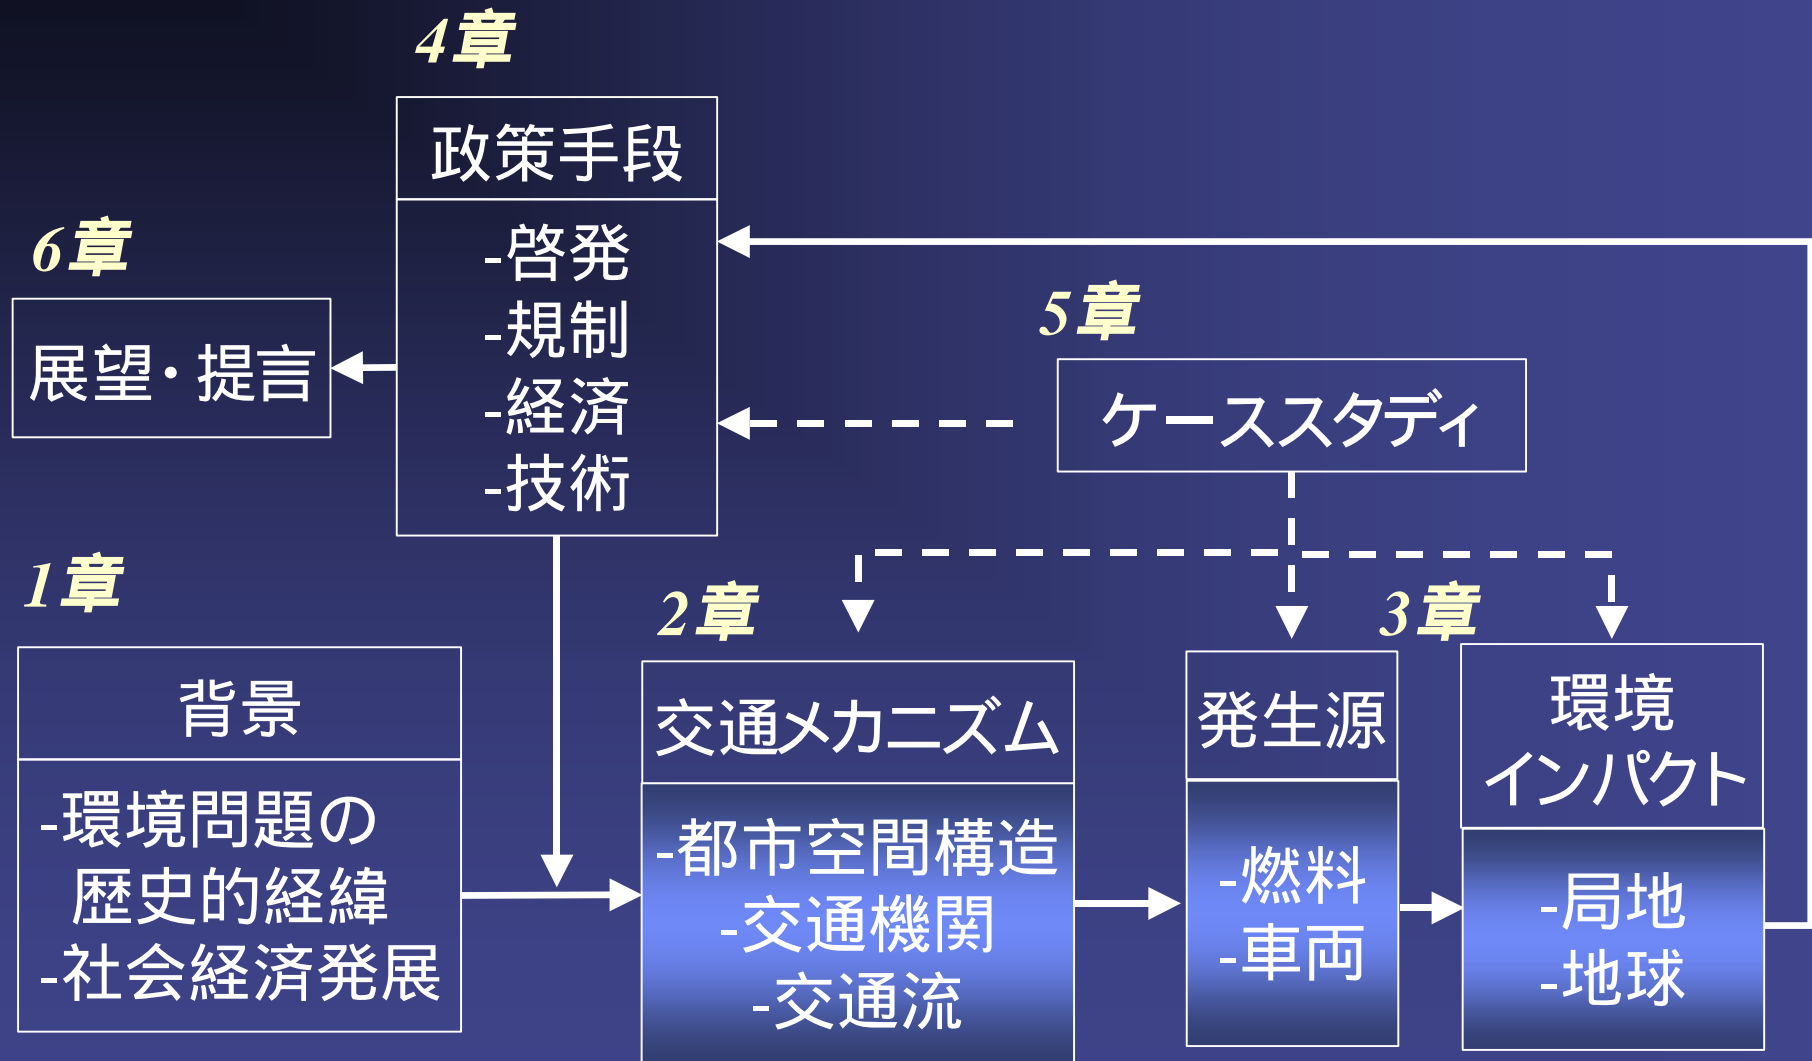 4章
政策手段
-啓発
-規制
-経済
-技術
6章
展望・提言
5章
ケーススタディ
1章
背景
-環境問題の
歴史的経緯
-社会経済発展
2章
交通メカニズム
-都市空間構造
-交通機関
-交通流
発生源
-燃料
-車両
3章
環境
インパクト
-局地
-地球